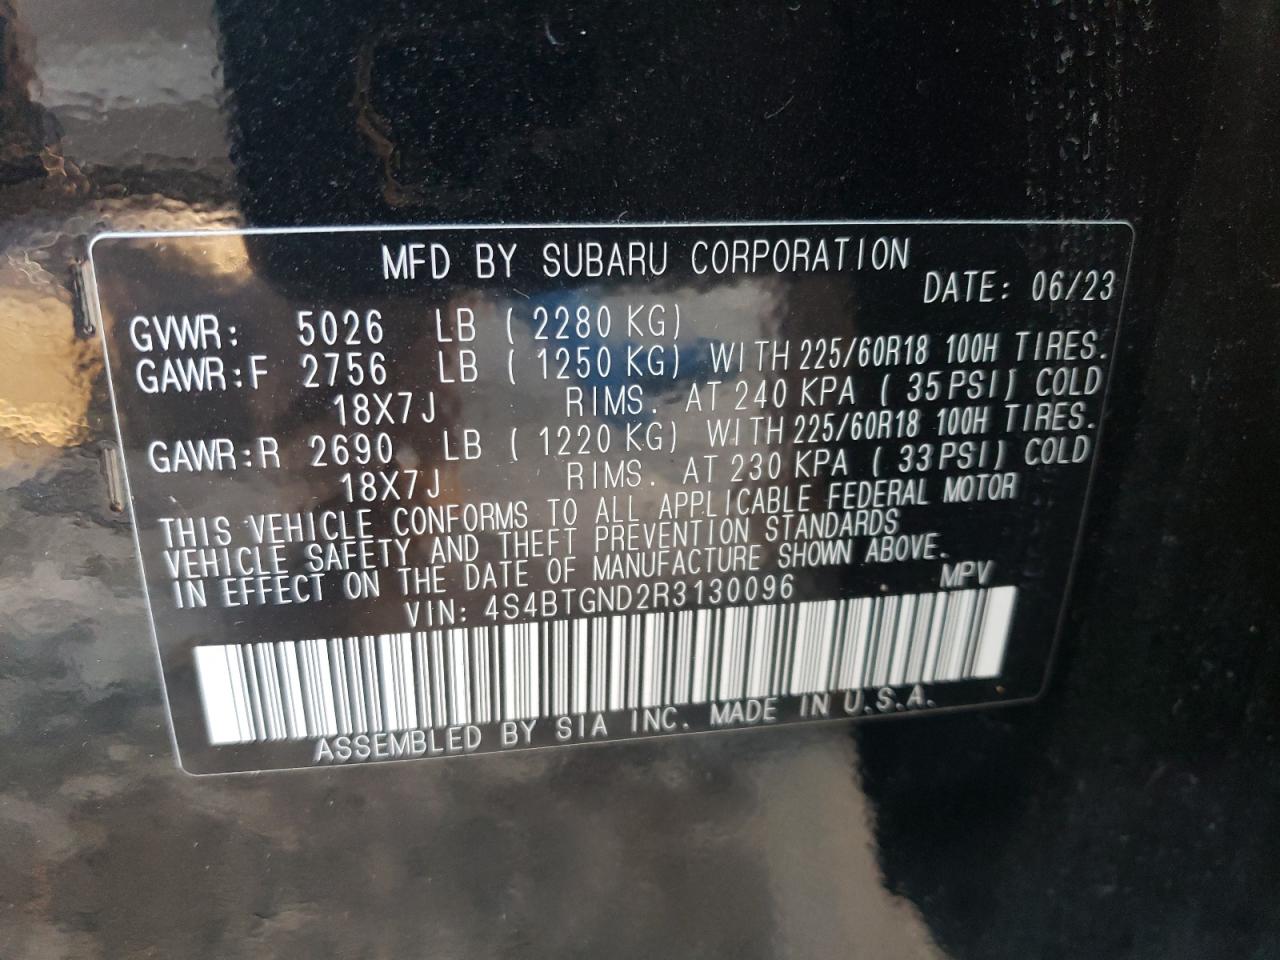 MFD BY SUBARU CORPORATION
DATE: 06/23
GVWR: 5026 LB ( 2280 KG)
GAWR:F 2756 LB ( 1250 KG) WITH 225/60R18 100H TIRES.
18X7J RIMS. AT 240 KPA ( 35 PSI) COLD
GAWR:R 2690 LB ( 1220 KG) WITH 225/60R18 100H TIRES.
18X7J RIMS. AT 230 KPA ( 33 PSI) COLD
THIS VEHICLE CONFORMS TO ALL APPLICABLE FEDERAL MOTOR
VEHICLE SAFETY AND THEFT PREVENTION STANDARDS
IN EFFECT ON THE DATE OF MANUFACTURE SHOWN ABOVE.
VIN: 4S4BTGND2R3130096 MPV
ASSEMBLED BY SIA INC. MADE IN U.S.A.